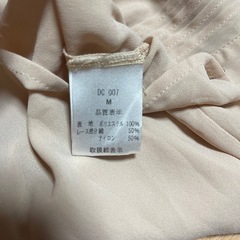 DC 007
M
品質表示
表地 ポリエステル 100%
レース部分 綿 50%
ナイロン 50%
取扱絵表示